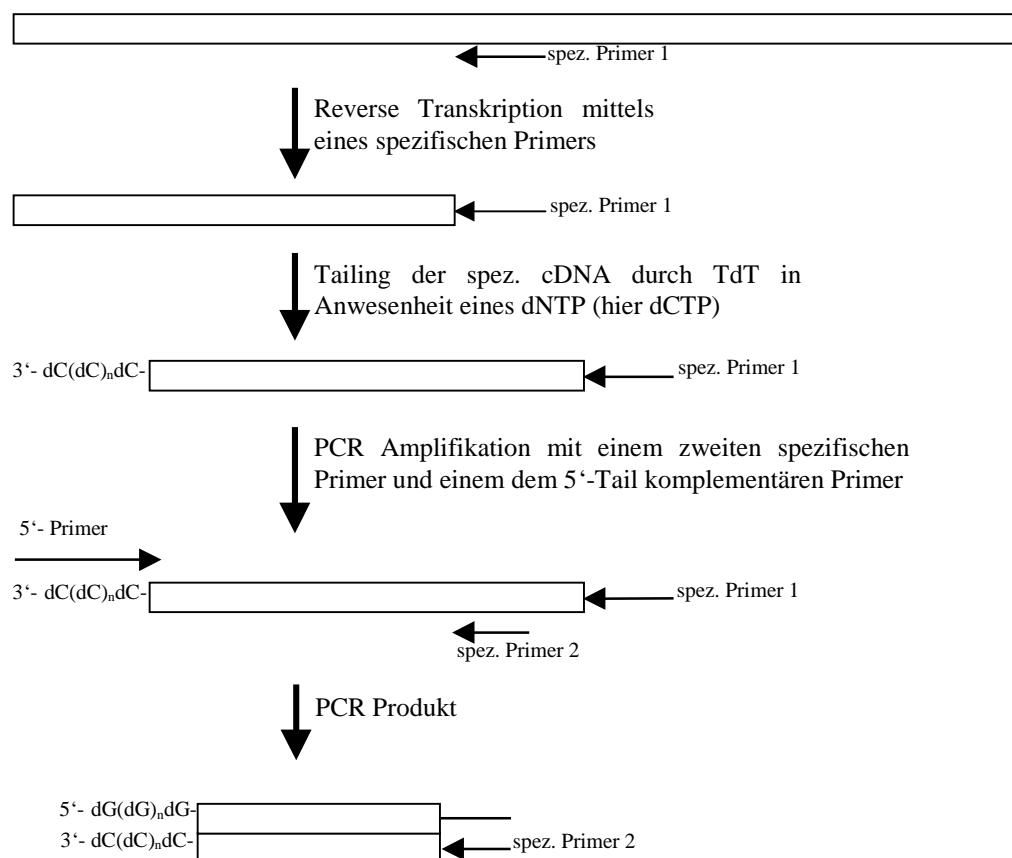 spez. Primer 1
Reverse Transkription mittels
eines spezifischen Primers
spez. Primer 1
Tailing der spez. cDNA durch TdT in
Anwesenheit eines dNTP (hier dCTP)
3‘- dC(dC)ₙdC-
spez. Primer 1
PCR Amplifikation mit einem zweiten spezifischen
Primer und einem dem 5‘-Tail komplementären Primer
5‘- Primer
3‘- dC(dC)ₙdC-
spez. Primer 1
spez. Primer 2
PCR Produkt
5‘- dG(dG)ₙdG-
3‘- dC(dC)ₙdC-
spez. Primer 2